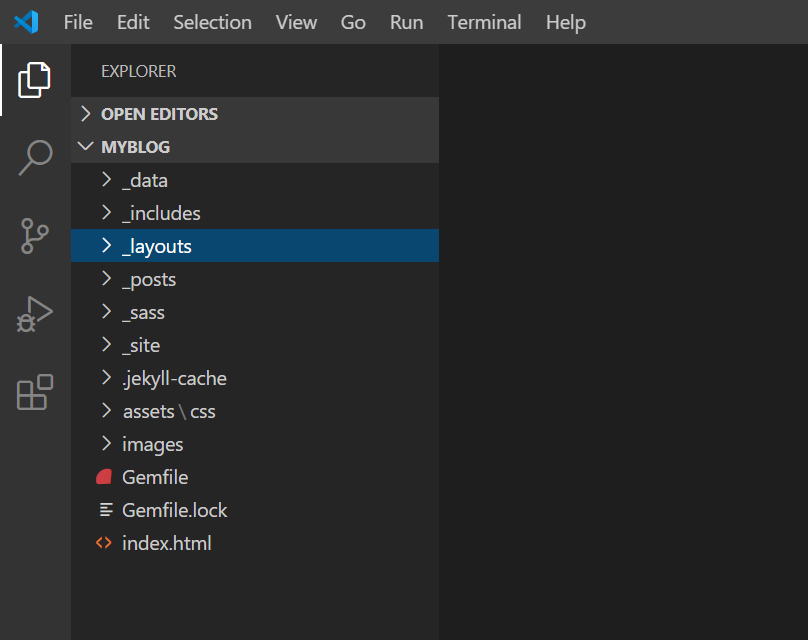 File Edit Selection View Go Run Terminal Help
EXPLORER
OPEN EDITORS
MYBLOG
_data
_includes
_layouts
_posts
_sass
_site
.jekyll-cache
assets\css
images
Gemfile
Gemfile.lock
index.html